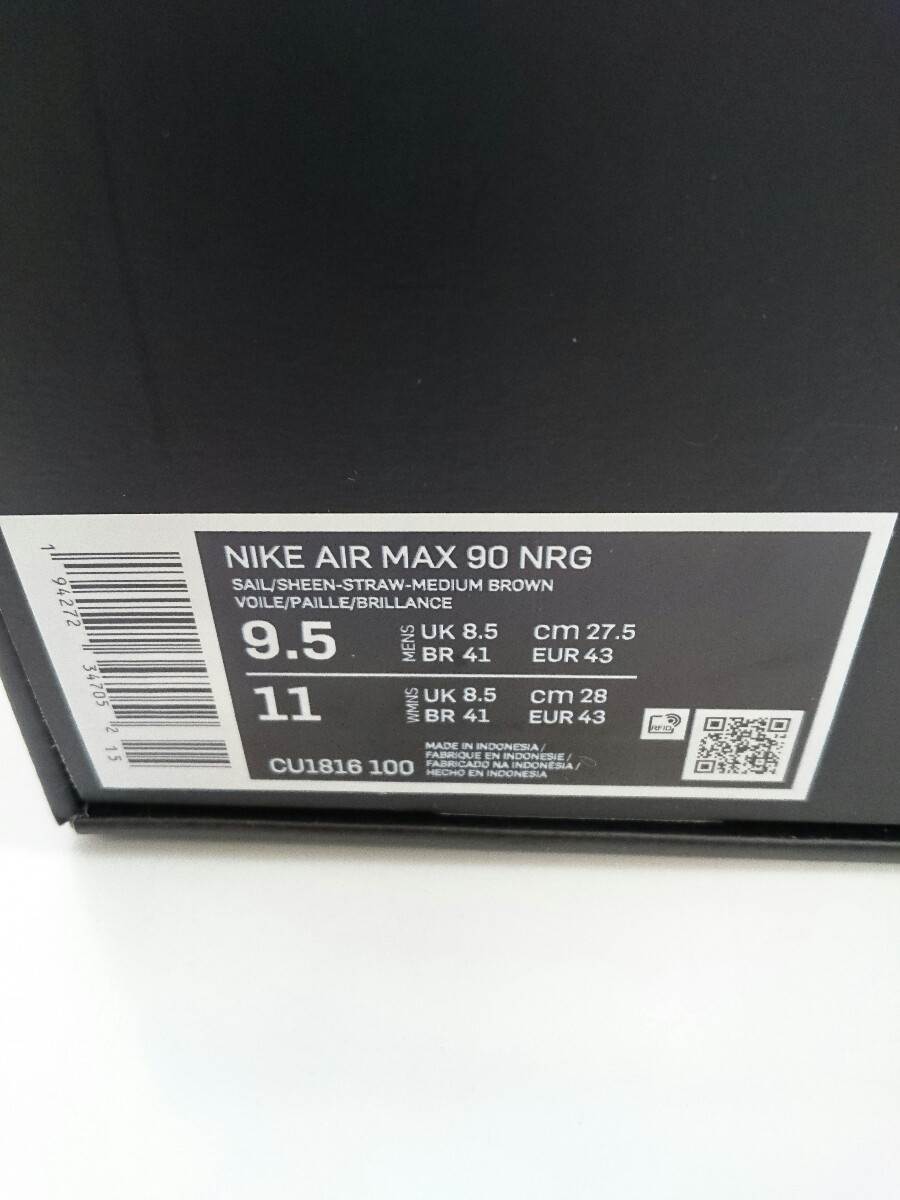 NIKE AIR MAX 90 NRG
SAIL/SHEEN-STRAW-MEDIUM BROWN
VOILE/PAILLE/BRILLANCE
9.5 MENS UK 8.5 cm 27.5
BR 41 EUR 43
11 WMNS UK 8.5 cm 28
BR 41 EUR 43
CU1816 100
MADE IN INDONESIA /
FABRIQUE EN INDONESIE /
FABRICADO NA INDONÉSIA /
HECHO EN INDONESIA
RFID
1 94272 34705 2 15